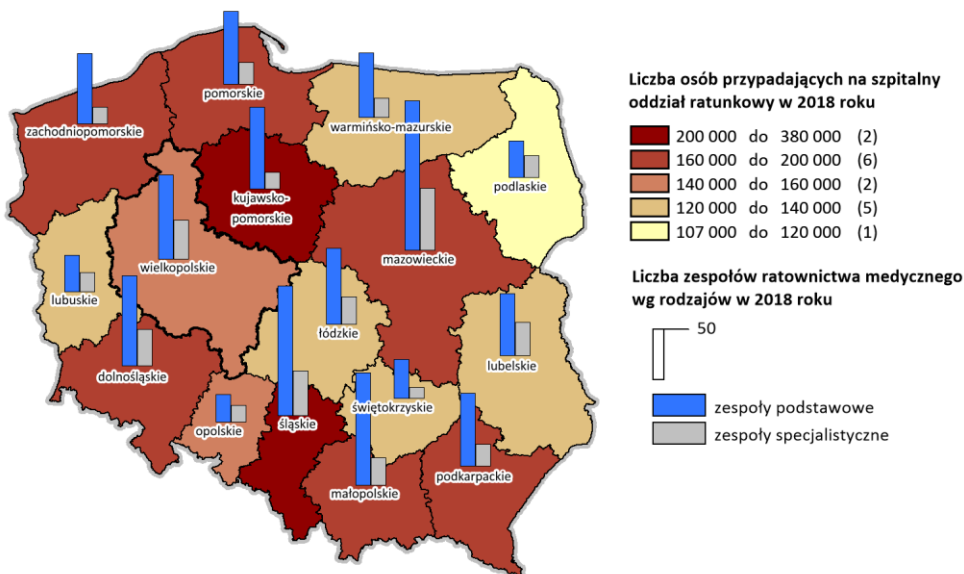 pomorskie
zachodniopomorskie
warmińsko-mazurskie
podlaskie
kujawsko-
pomorskie
mazowieckie
wielkopolskie
lubuskie
łódzkie
lubelskie
dolnośląskie
opolskie
śląskie
świętokrzyskie
małopolskie
podkarpackie
Liczba osób przypadających na szpitalny
oddział ratunkowy w 2018 roku
200 000 do 380 000 (2)
160 000 do 200 000 (6)
140 000 do 160 000 (2)
120 000 do 140 000 (5)
107 000 do 120 000 (1)
Liczba zespołów ratownictwa medycznego
wg rodzajów w 2018 roku
50
zespoły podstawowe
zespoły specjalistyczne